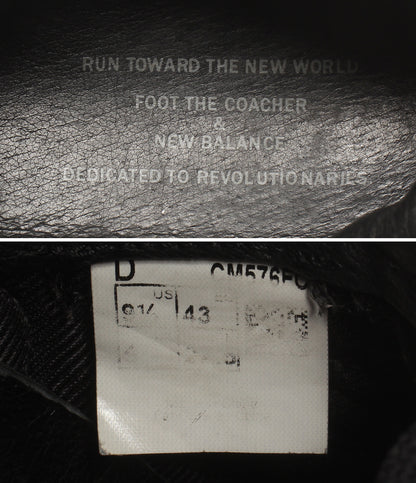 RUN TOWARD THE NEW WORLD
FOOT THE COACHER
&
NEW BALANCE
DEDICATED TO REVOLUTIONARIES
D
US
9½ 43